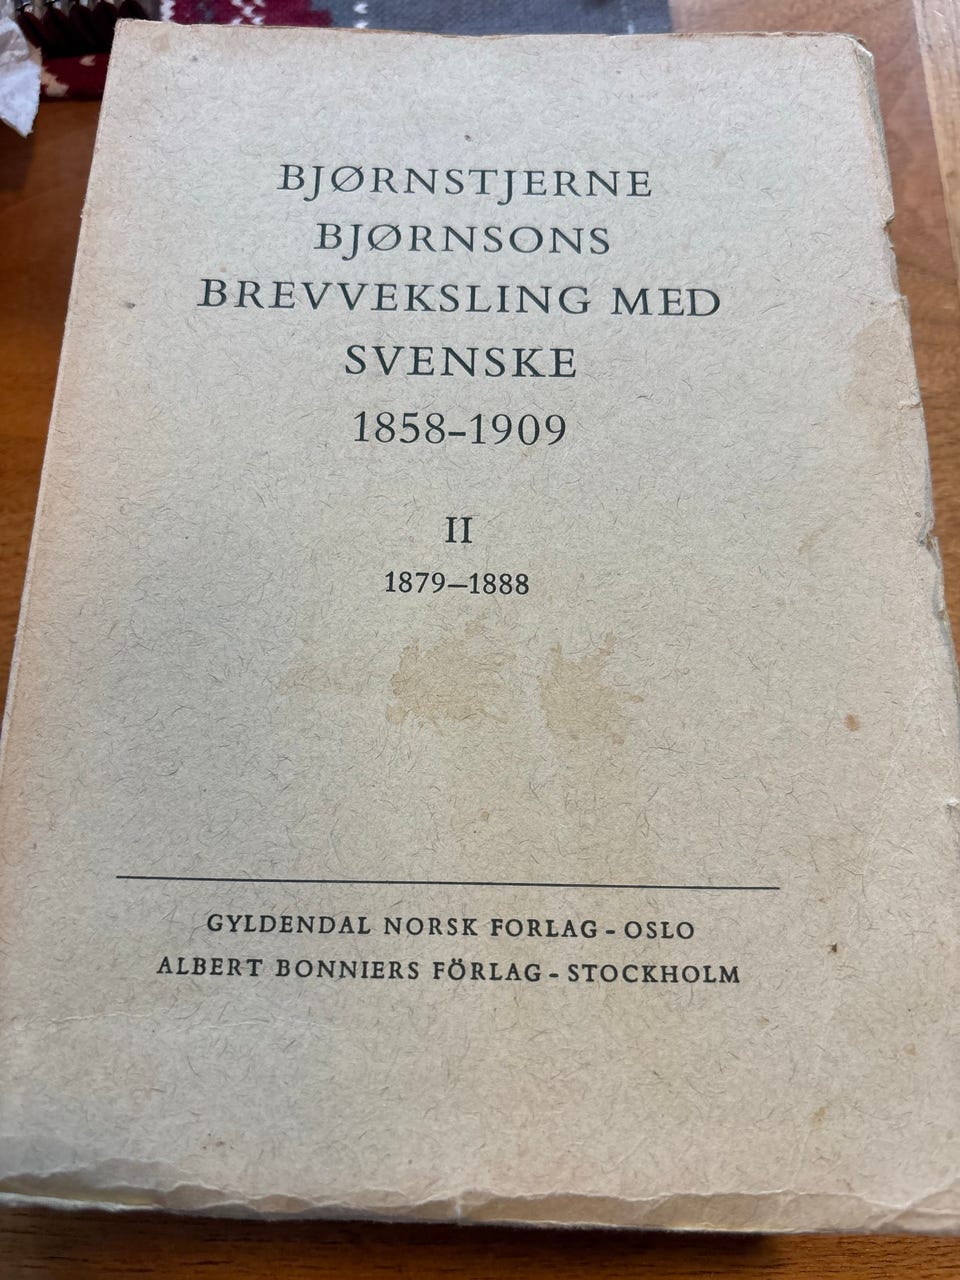 BJØRNSTJERNE
BJØRNSONS
BREVVEKSLING MED
SVENSKE
1858–1909
II
1879–1888
GYLDENDAL NORSK FORLAG - OSLO
ALBERT BONNIERS FÖRLAG - STOCKHOLM